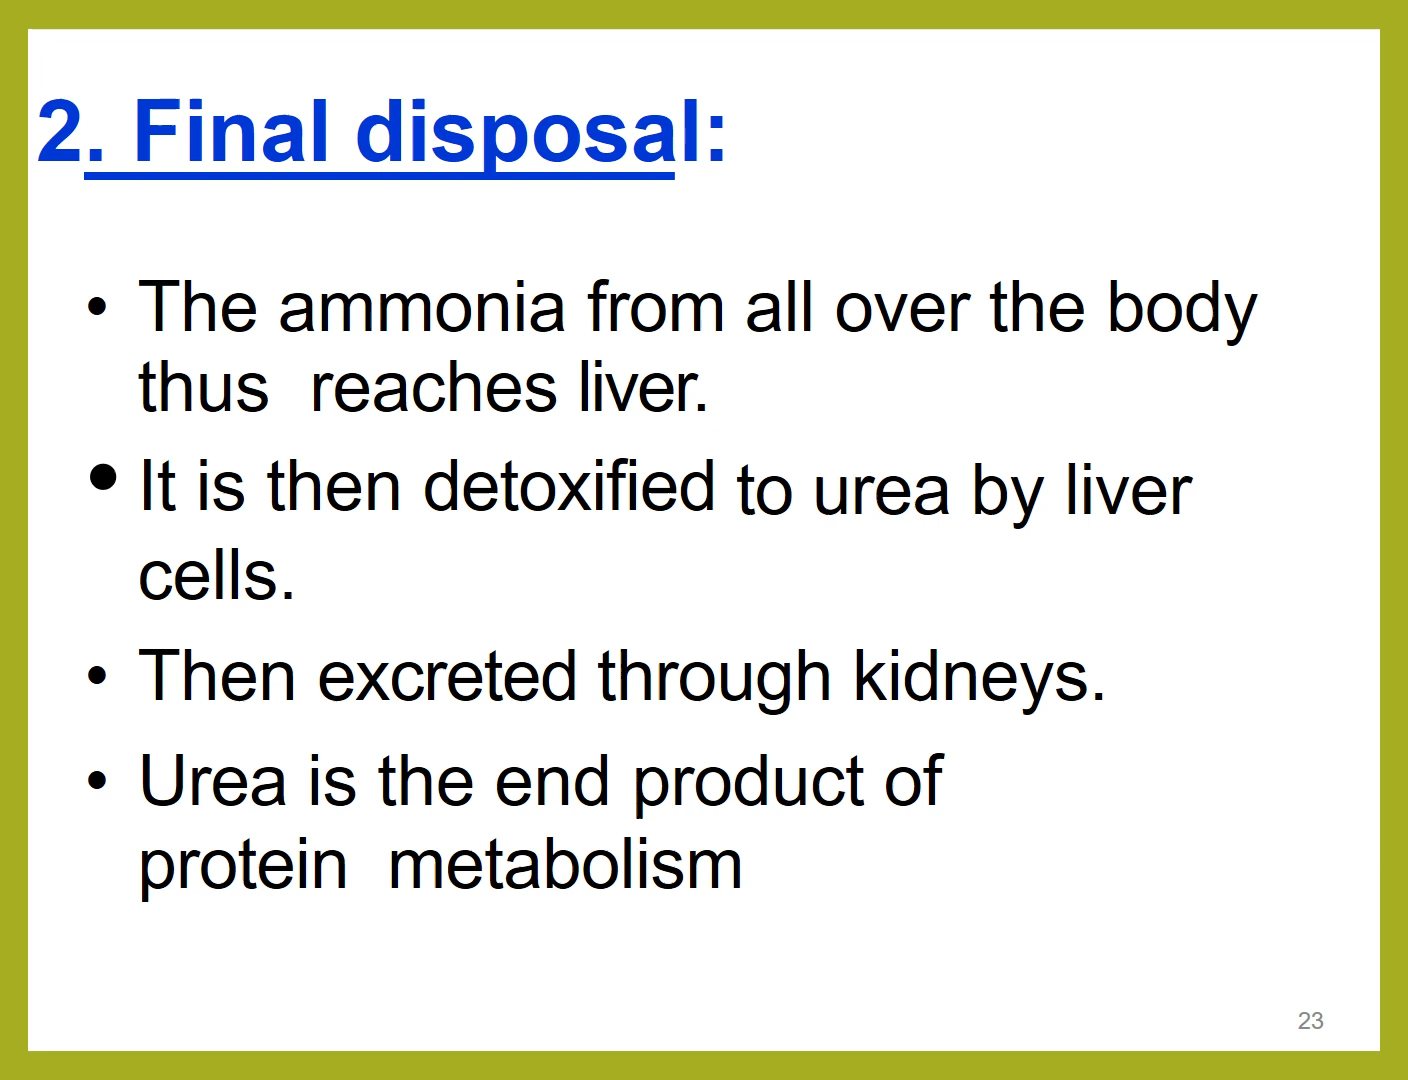 2. Final disposal:
• The ammonia from all over the body
thus  reaches liver.
• It is then detoxified to urea by liver
cells.
• Then excreted through kidneys.
• Urea is the end product of
protein  metabolism
23